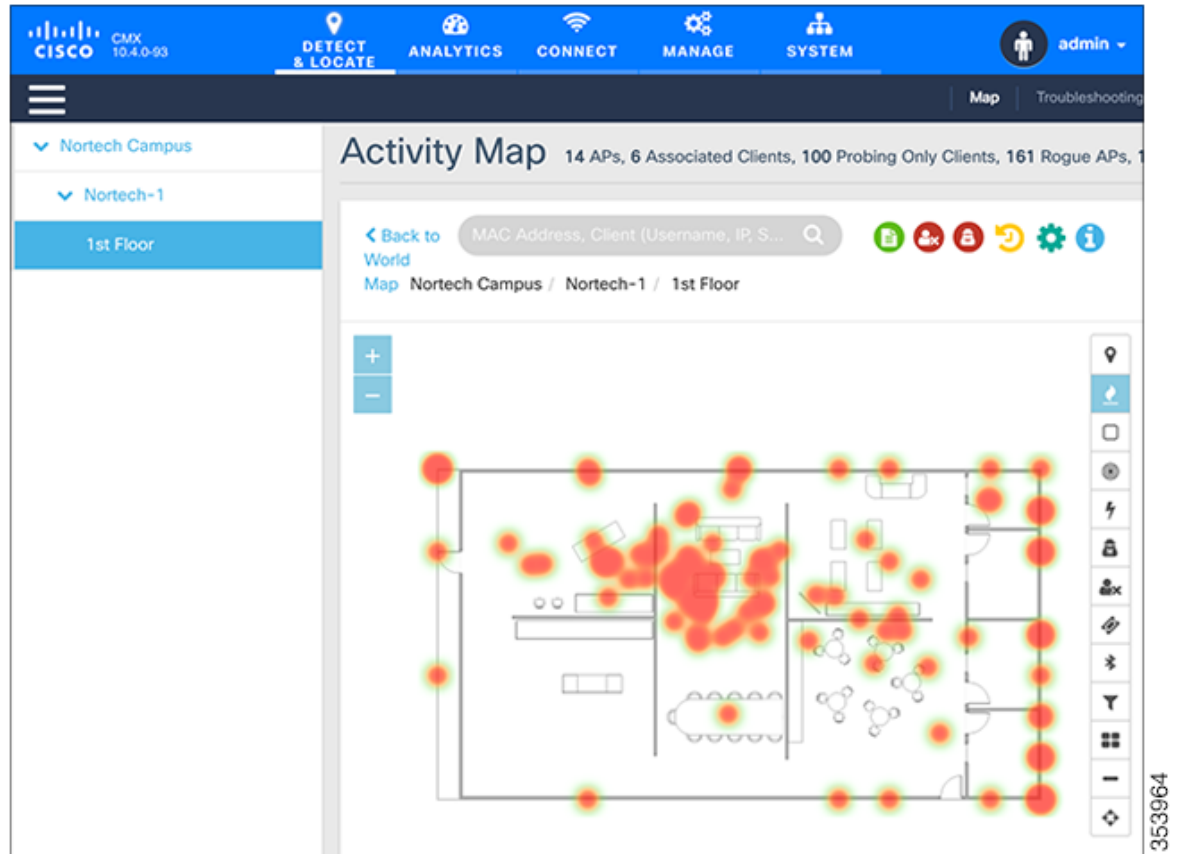 CISCO CMX
10.4.0-93
DETECT
& LOCATE
ANALYTICS
CONNECT
MANAGE
SYSTEM
admin
Map
Troubleshooting
Nortech Campus
Nortech-1
1st Floor
Activity Map 14 APs, 6 Associated Clients, 100 Probing Only Clients, 161 Rogue APs, 1
Back to
World
Map
MAC Address, Client (Username, IP, S...
Nortech Campus / Nortech-1 / 1st Floor
353964